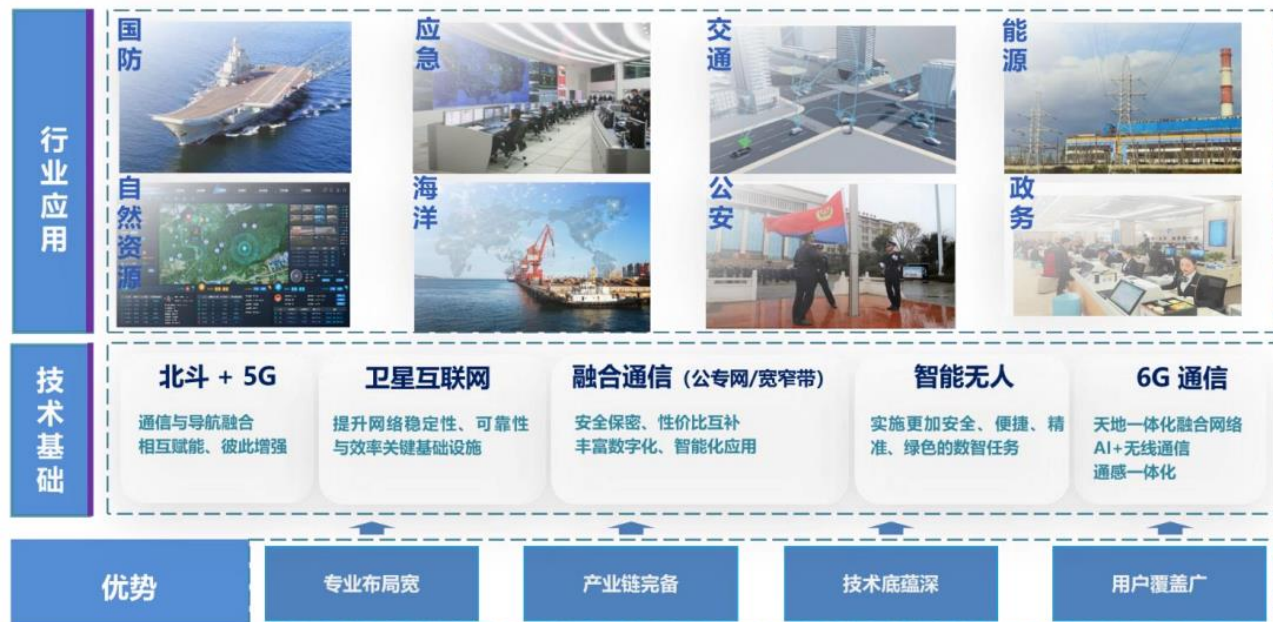 行业应用
国防
应急
交通
能源
自然资源
海洋
公安
政务
技术基础
北斗 + 5G
通信与导航融合
相互赋能、彼此增强
卫星互联网
提升网络稳定性、可靠性
与效率关键基础设施
融合通信（公专网/宽窄带）
安全保密、性价比互补
丰富数字化、智能化应用
智能无人
实施更加安全、便捷、精
准、绿色的数智任务
6G 通信
天地一体化融合网络
AI+无线通信
通感一体化
优势
专业布局宽
产业链完备
技术底蕴深
用户覆盖广